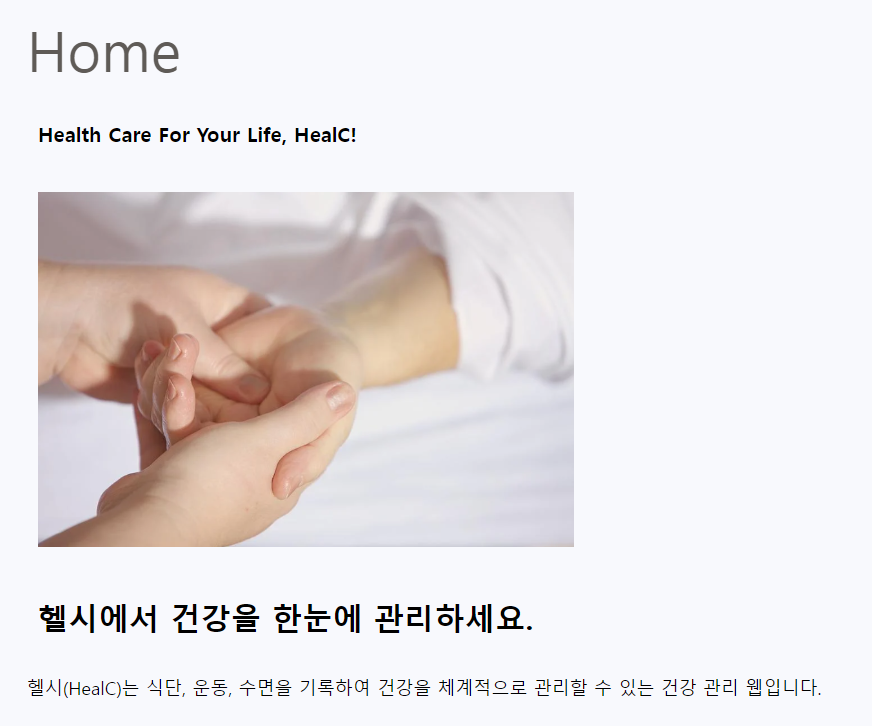 Home
Health Care For Your Life, HealC!
헬시에서 건강을 한눈에 관리하세요.
헬시(HealC)는 식단, 운동, 수면을 기록하여 건강을 체계적으로 관리할 수 있는 건강 관리 웹입니다.